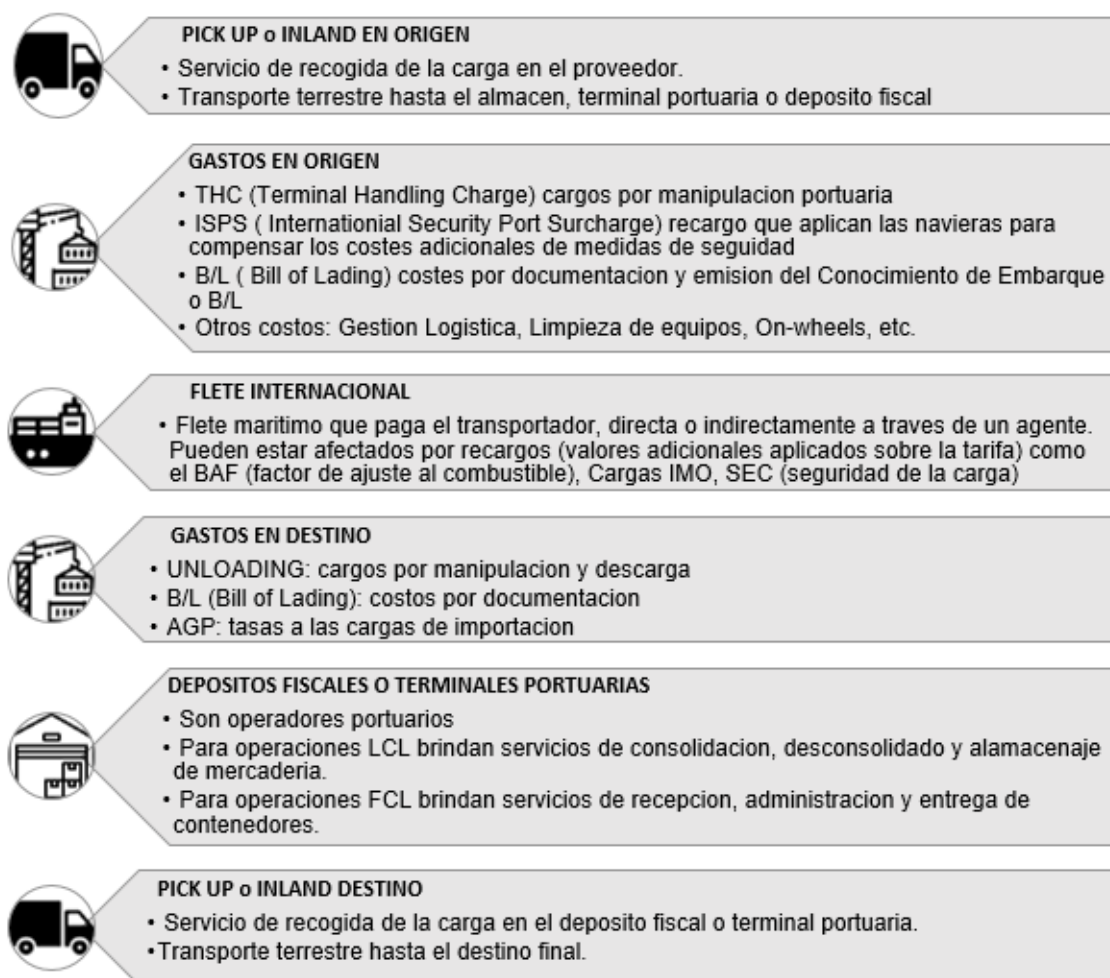 PICK UP o INLAND EN ORIGEN
• Servicio de recogida de la carga en el proveedor.
• Transporte terrestre hasta el almacen, terminal portuaria o deposito fiscal
GASTOS EN ORIGEN
• THC (Terminal Handling Charge) cargos por manipulacion portuaria
• ISPS ( Internationial Security Port Surcharge) recargo que aplican las navieras para
compensar los costes adicionales de medidas de seguidad
• B/L ( Bill of Lading) costes por documentacion y emision del Conocimiento de Embarque
o B/L
• Otros costos: Gestion Logistica, Limpieza de equipos, On-wheels, etc.
FLETE INTERNACIONAL
• Flete maritimo que paga el transportador, directa o indirectamente a traves de un agente.
Pueden estar afectados por recargos (valores adicionales aplicados sobre la tarifa) como
el BAF (factor de ajuste al combustible), Cargas IMO, SEC (seguridad de la carga)
GASTOS EN DESTINO
• UNLOADING: cargos por manipulacion y descarga
• B/L (Bill of Lading): costos por documentacion
• AGP: tasas a las cargas de importacion
DEPOSITOS FISCALES O TERMINALES PORTUARIAS
• Son operadores portuarios
• Para operaciones LCL brindan servicios de consolidacion, desconsolidado y alamacenaje
de mercaderia.
• Para operaciones FCL brindan servicios de recepcion, administracion y entrega de
contenedores.
PICK UP o INLAND DESTINO
• Servicio de recogida de la carga en el deposito fiscal o terminal portuaria.
•Transporte terrestre hasta el destino final.